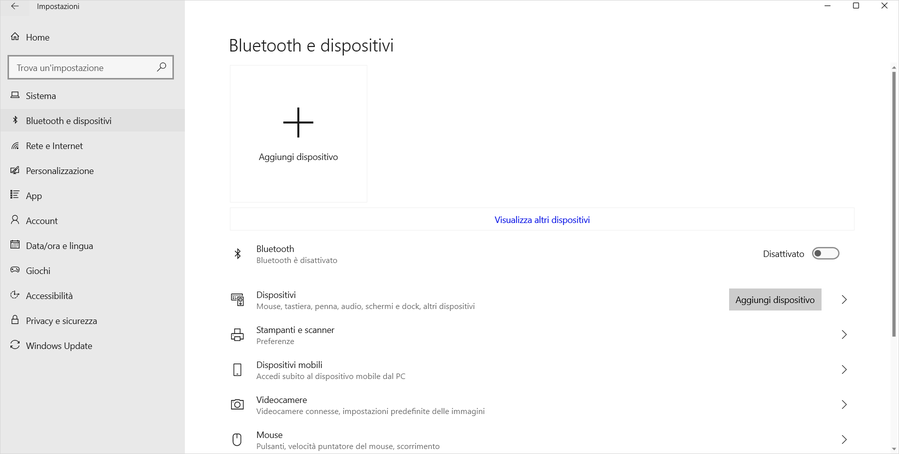 Impostazioni
Home
Trova un'impostazione
Sistema
Bluetooth e dispositivi
Rete e Internet
Personalizzazione
App
Account
Data/ora e lingua
Giochi
Accessibilità
Privacy e sicurezza
Windows Update
Bluetooth e dispositivi
Aggiungi dispositivo
Visualizza altri dispositivi
Bluetooth
Bluetooth è disattivato
Disattivato
Dispositivi
Mouse, tastiera, penna, audio, schermi e dock, altri dispositivi
Aggiungi dispositivo
Stampanti e scanner
Preferenze
Dispositivi mobili
Accedi subito al dispositivo mobile dal PC
Videocamere
Videocamere connesse, impostazioni predefinite delle immagini
Mouse
Pulsanti, velocità puntatore del mouse, scorrimento